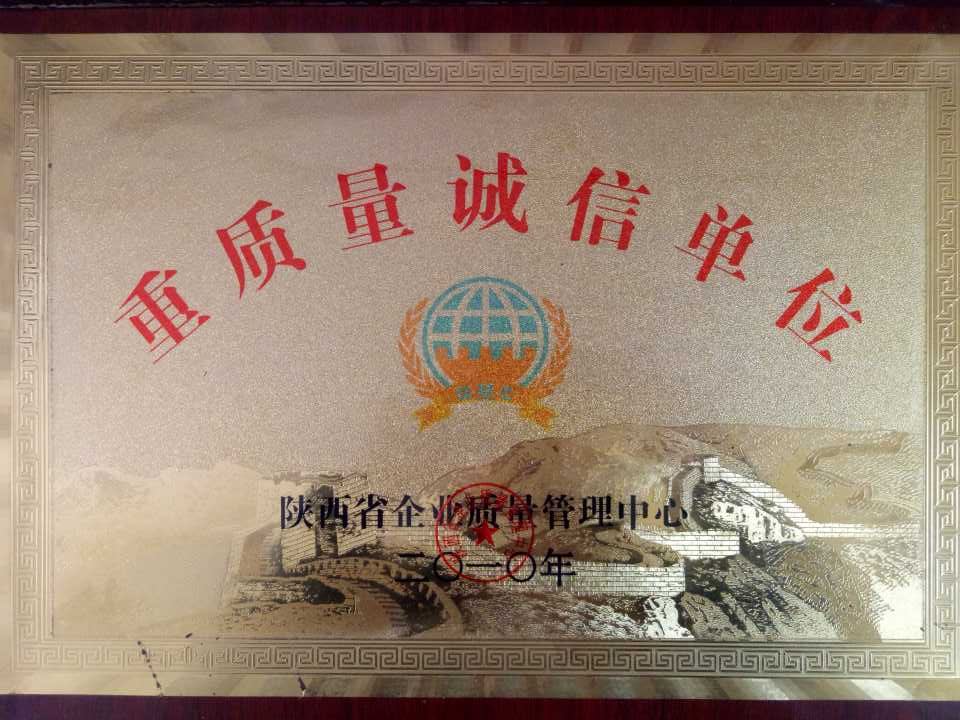 重质量诚信单位
陕西省企业质量管理中心
二〇一〇年